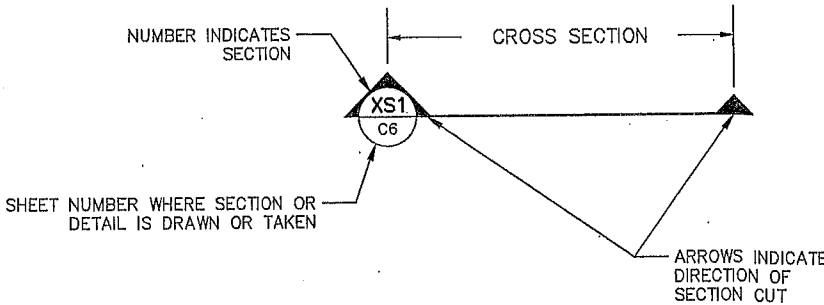 NUMBER INDICATES
SECTION
CROSS SECTION
XS1
C6
SHEET NUMBER WHERE SECTION OR
DETAIL IS DRAWN OR TAKEN
ARROWS INDICATE
DIRECTION OF
SECTION CUT